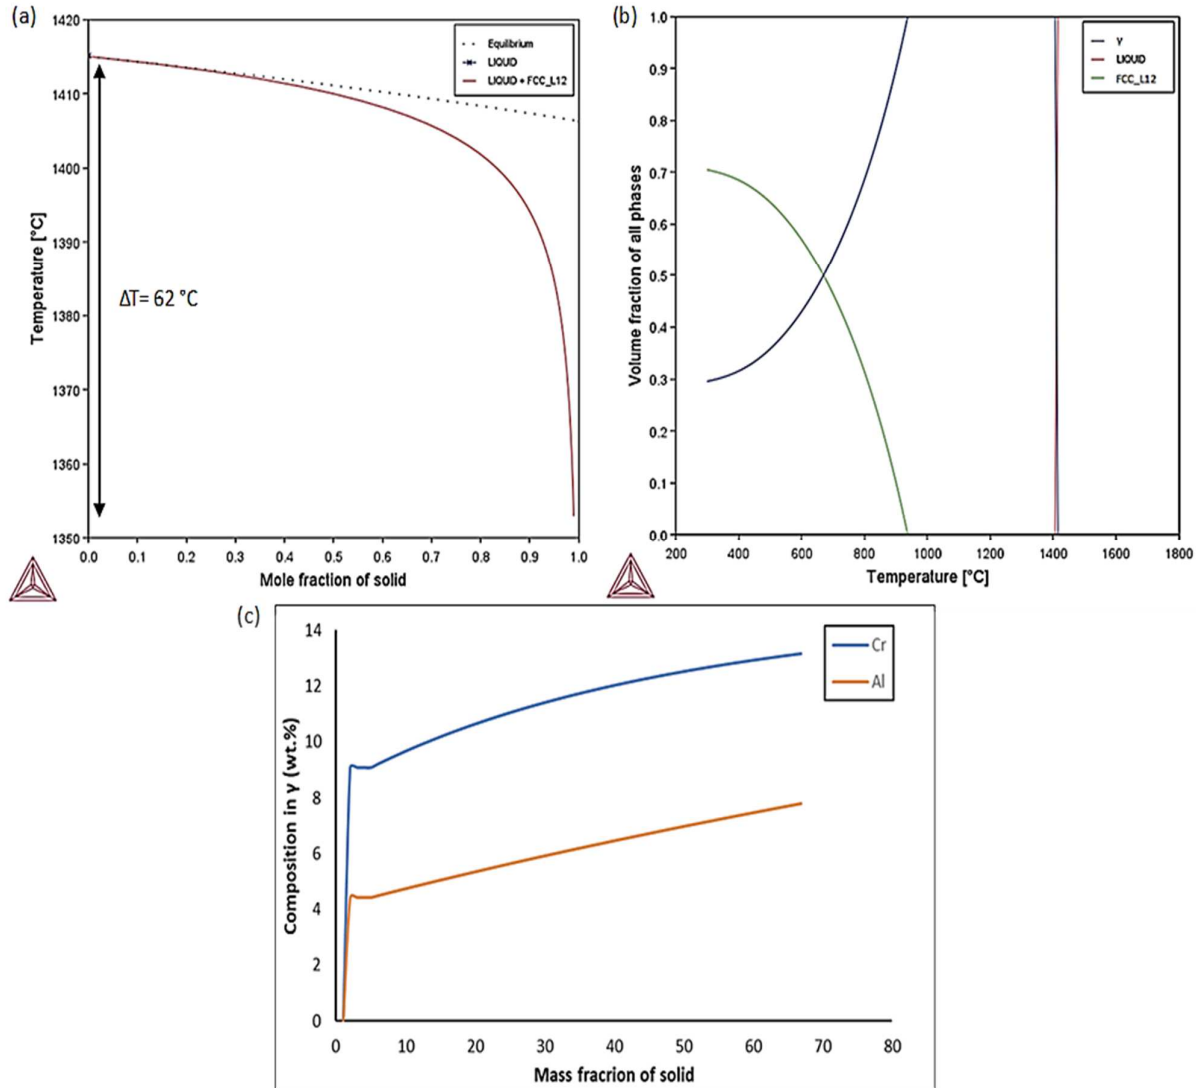 (a)
1420
1410
1400
1390
1380
1370
1360
1350
Temperature [°C]
Equilibrium
LIQUID
LIQUID + FCC_L12
ΔT= 62 °C
0.0 0.1 0.2 0.3 0.4 0.5 0.6 0.7 0.8 0.9 1.0
Mole fraction of solid
(b)
1.0
0.9
0.8
0.7
0.6
0.5
0.4
0.3
0.2
0.1
0.0
Volume fraction of all phases
γ
LIQUID
FCC_L12
200 400 600 800 1000 1200 1400 1600 1800
Temperature [°C]
(c)
14
12
10
8
6
4
2
0
Composition in γ (wt.%)
Cr
Al
0 10 20 30 40 50 60 70 80
Mass fracrion of solid